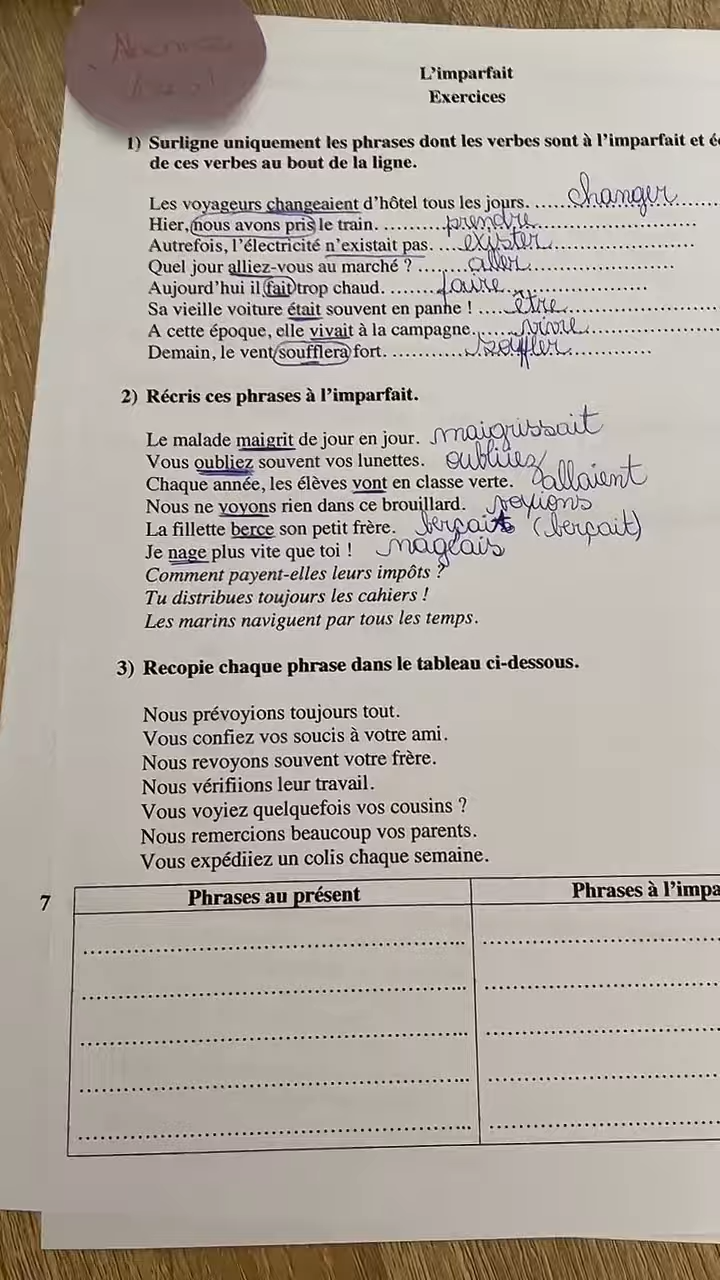 L'imparfait
Exercices
1) Surligne uniquement les phrases dont les verbes sont à l'imparfait et
de ces verbes au bout de la ligne.
Les voyageurs changeaient d'hôtel tous les jours. ..... changer .....
Hier, nous avons pris le train. ......... prendre .....
Autrefois, l'électricité n'existait pas. .... exister .....
Quel jour alliez-vous au marché ? ...... aller .....
Aujourd'hui il fait trop chaud. ...... faire .....
Sa vieille voiture était souvent en panne ! ..... être .....
A cette époque, elle vivait à la campagne. ..... vivre .....
Demain, le vent soufflera fort. .......... souffler .....
2) Récris ces phrases à l'imparfait.
Le malade maigrit de jour en jour. maigrissait
Vous oubliez souvent vos lunettes. oubliiez
Chaque année, les élèves vont en classe verte. allaient
Nous ne voyons rien dans ce brouillard. voyions
La fillette berce son petit frère. (berçait)
Je nage plus vite que toi ! nageais
Comment payent-elles leurs impôts ?
Tu distribues toujours les cahiers !
Les marins naviguent par tous les temps.
3) Recopie chaque phrase dans le tableau ci-dessous.
Nous prévoyions toujours tout.
Vous confiez vos soucis à votre ami.
Nous revoyons souvent votre frère.
Nous vérifiions leur travail.
Vous voyiez quelquefois vos cousins ?
Nous remercions beaucoup vos parents.
Vous expédiiez un colis chaque semaine.
7
Phrases au présent Phrases à l'impa